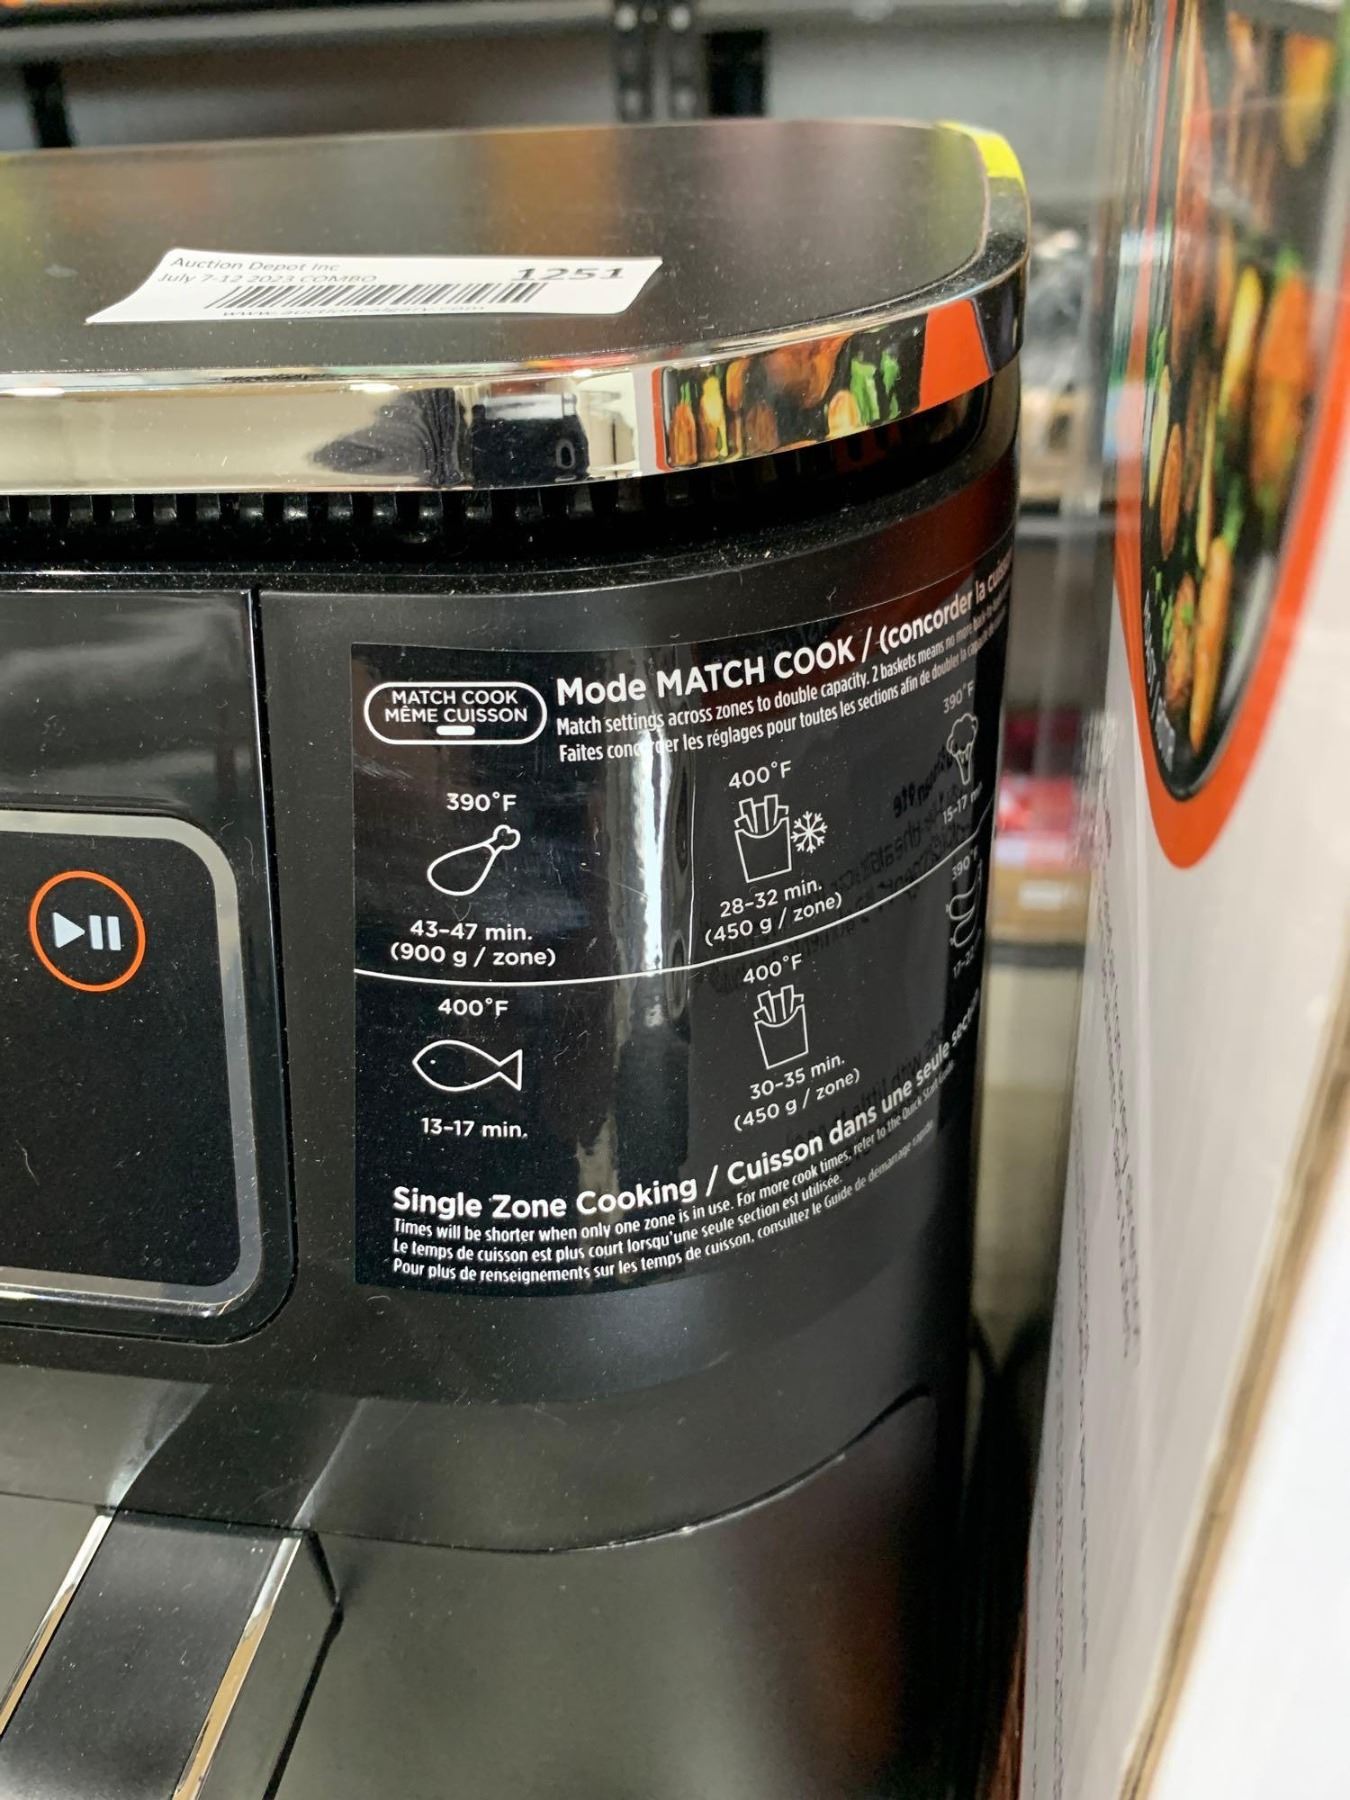 Auction Depot Inc
July 7-12 2023 COMBO
1251
MATCH COOK
MÊME CUISSON
Mode MATCH COOK / (concorder la
Match settings across zones to double capacity. 2 baskets means no more
Faites concorder les réglages pour toutes les sections afin de doubler la
390°F
43-47 min.
(900 g / zone)
400°F
28-32 min.
(450 g / zone)
390°F
15-17
400°F
13-17 min.
400°F
30-35 min.
(450 g / zone)
390°F
Single Zone Cooking / Cuisson dans une seule
Times will be shorter when only one zone is in use. For more cook times, refer to the Quick Start Guide.
Le temps de cuisson est plus court lorsqu'une seule section est utilisée.
Pour plus de renseignements sur les temps de cuisson, consultez le Guide de démarrage rapide